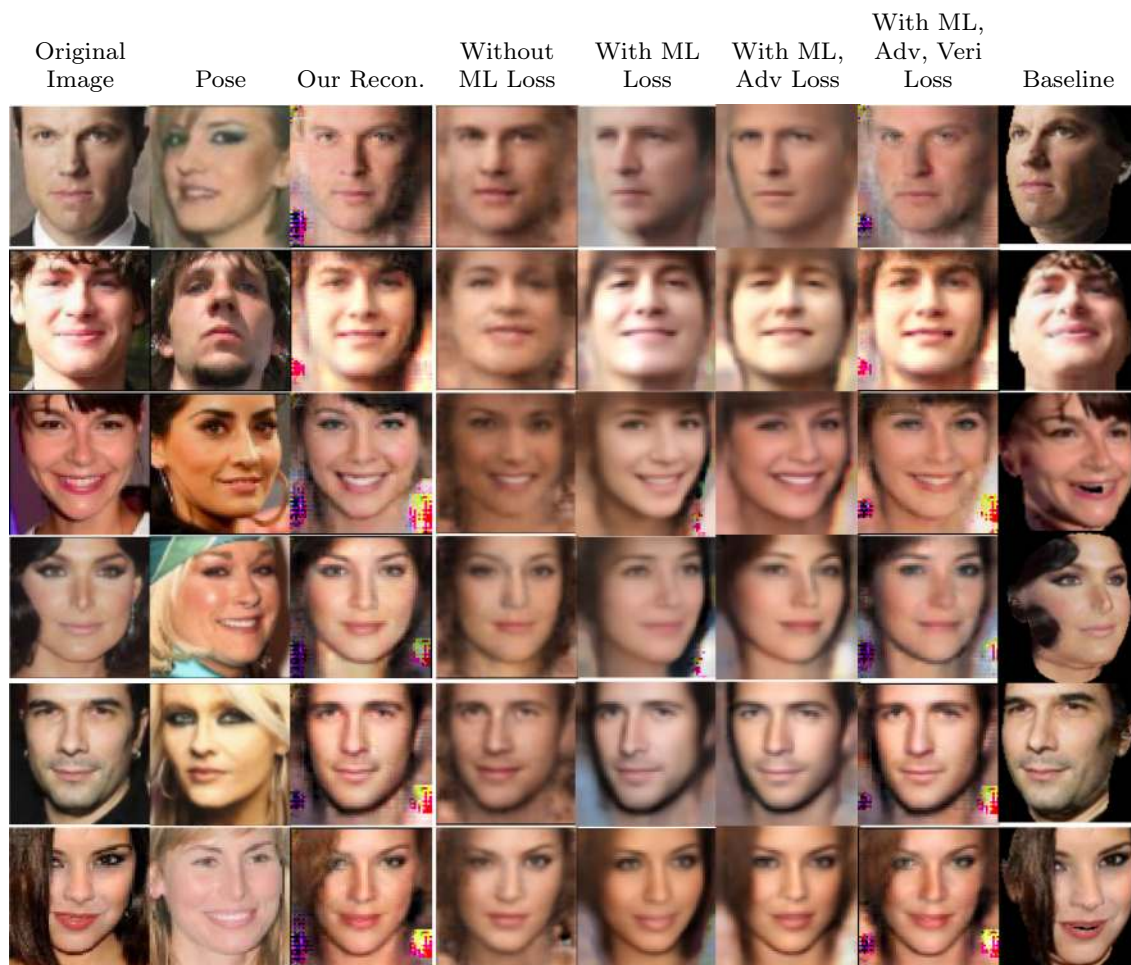 Original Image
Pose
Our Recon.
Without ML Loss
With ML Loss
With ML, Adv Loss
With ML, Adv, Veri Loss
Baseline